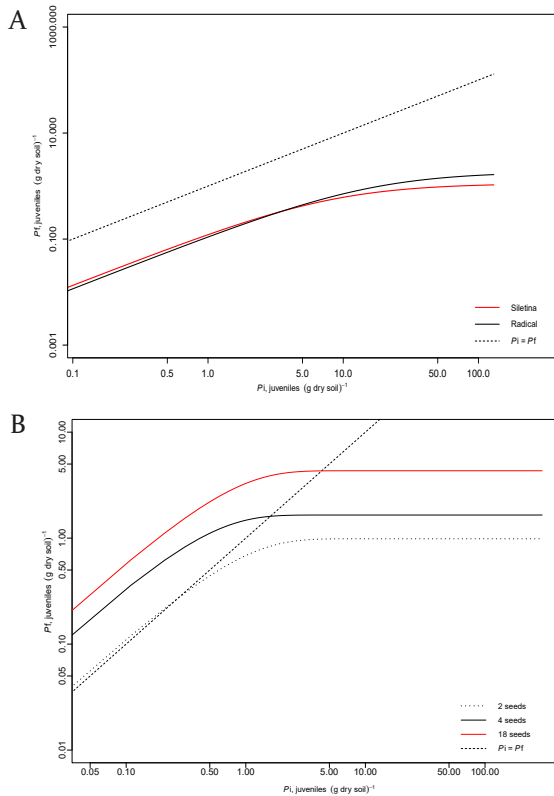 A
1000.000
10.000
0.100
0.001
Pf, juveniles (g dry soil)⁻¹
Siletina
Radical
Pi = Pf
0.1 0.5 1.0 5.0 10.0 50.0 100.0
Pi, juveniles (g dry soil)⁻¹
B
10.00
5.00
1.00
0.50
0.10
0.05
0.01
Pf, juveniles (g dry soil)⁻¹
2 seeds
4 seeds
18 seeds
Pi = Pf
0.05 0.10 0.50 1.00 5.00 10.00 50.00 100.00
Pi, juveniles (g dry soil)⁻¹